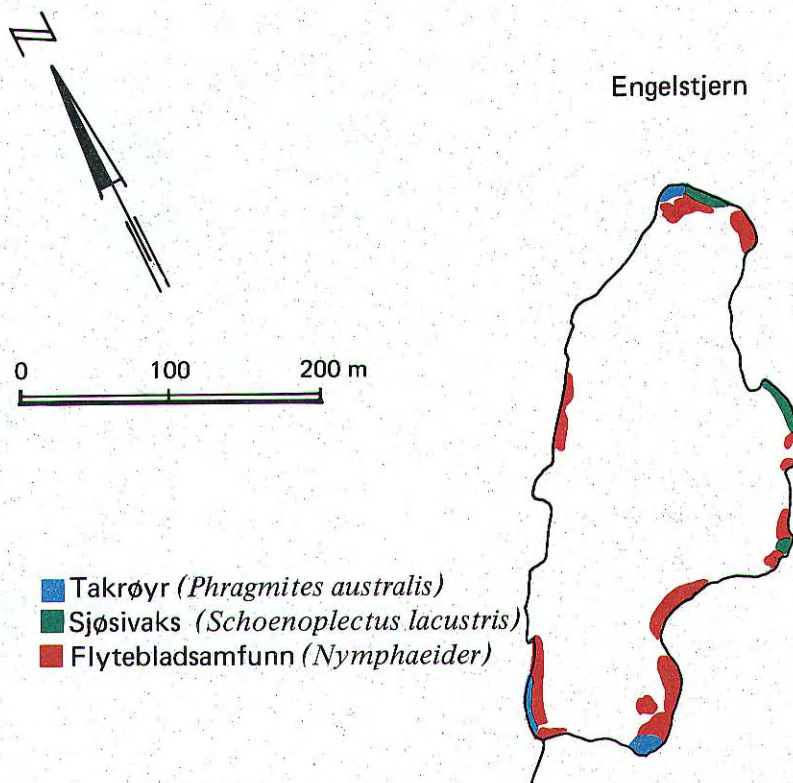 N
Engelstjern
0 100 200 m
Takrøyr (Phragmites australis)
Sjøsivaks (Schoenoplectus lacustris)
Flytebladsamfunn (Nymphaeider)